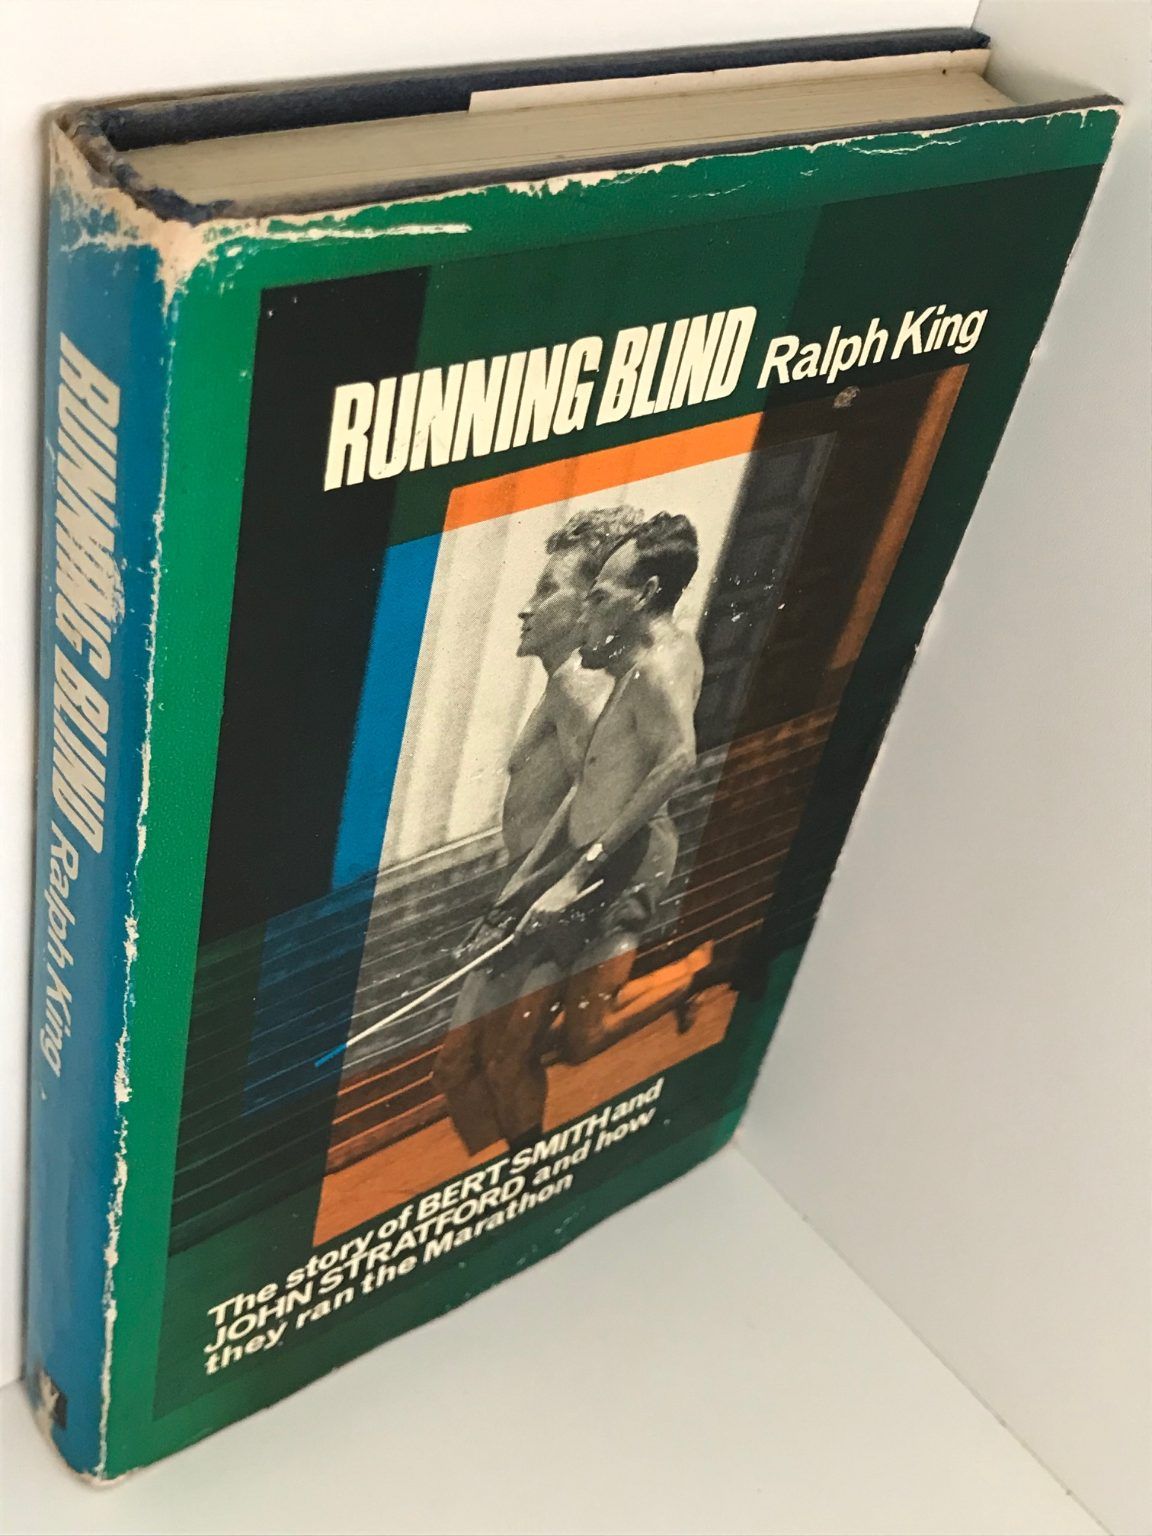 RUNNING BLIND Ralph King
The story of BERT SMITH and
JOHN STRATFORD and how
they ran the Marathon
RUNNING BLIND Ralph King